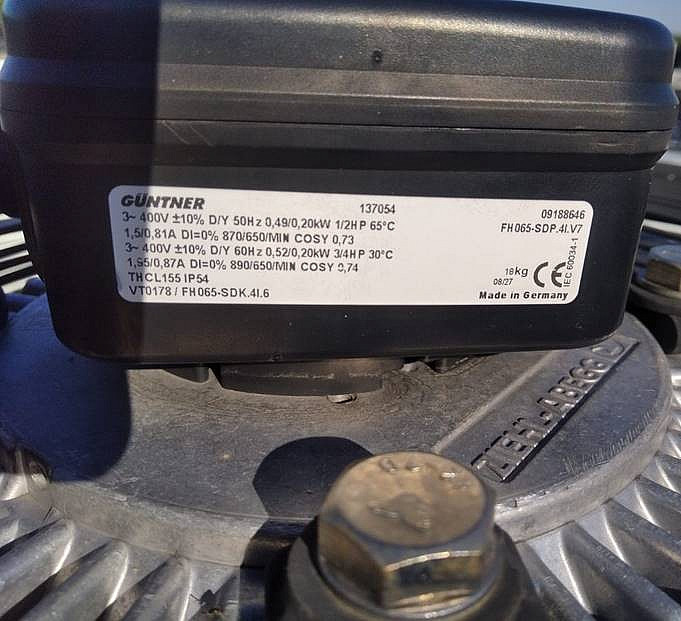 GÜNTNER 137054 09188646
3~ 400V ±10% D/Y 50Hz 0,49/0,20kW 1/2HP 65°C FH065-SDP.4I.V7
1,5/0,81A DI=0% 870/650/MIN COSY 0,73
3~ 400V ±10% D/Y 60Hz 0,52/0,20kW 3/4HP 30°C
1,95/0,87A DI=0% 890/650/MIN COSY 0,74
THCL155 IP54 18kg CE IEC 60034-1
08/27
VT0178 / FH065-SDK.4I.6 Made in Germany
ZIEHL-ABEGG